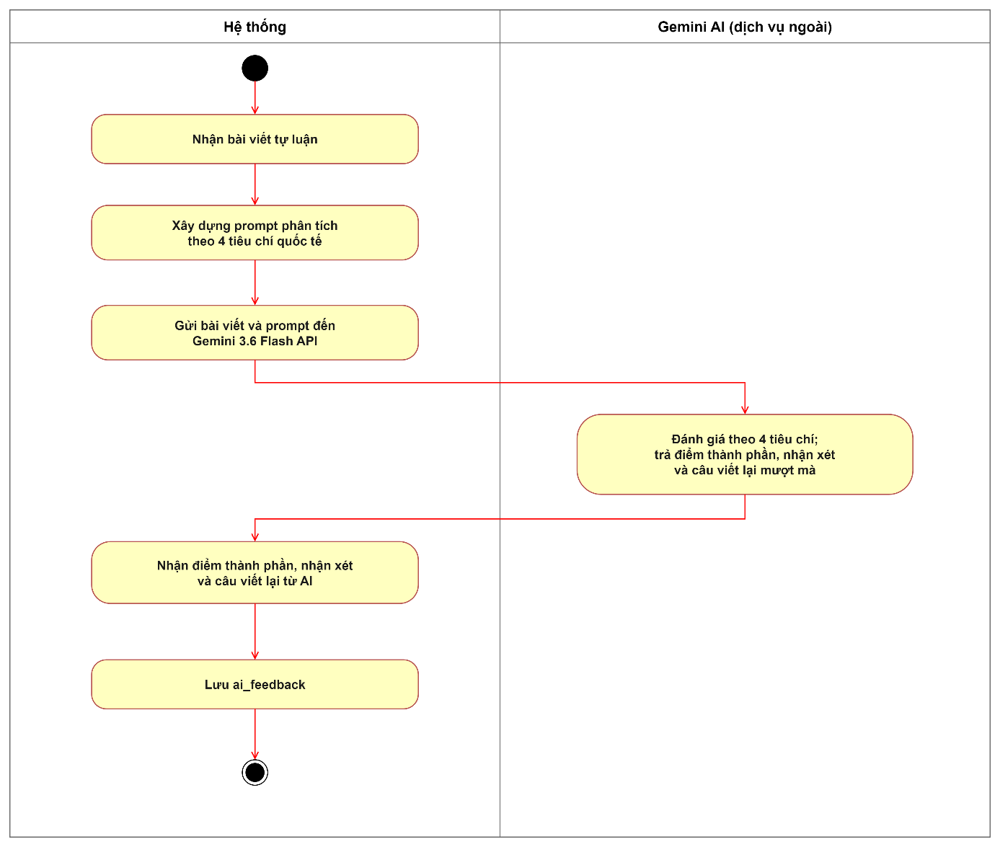 Hệ thống
Gemini AI (dịch vụ ngoài)
Nhận bài viết tự luận
Xây dựng prompt phân tích
theo 4 tiêu chí quốc tế
Gửi bài viết và prompt đến
Gemini 3.6 Flash API
Đánh giá theo 4 tiêu chí;
trả điểm thành phần, nhận xét
và câu viết lại mượt mà
Nhận điểm thành phần, nhận xét
và câu viết lại từ AI
Lưu ai_feedback